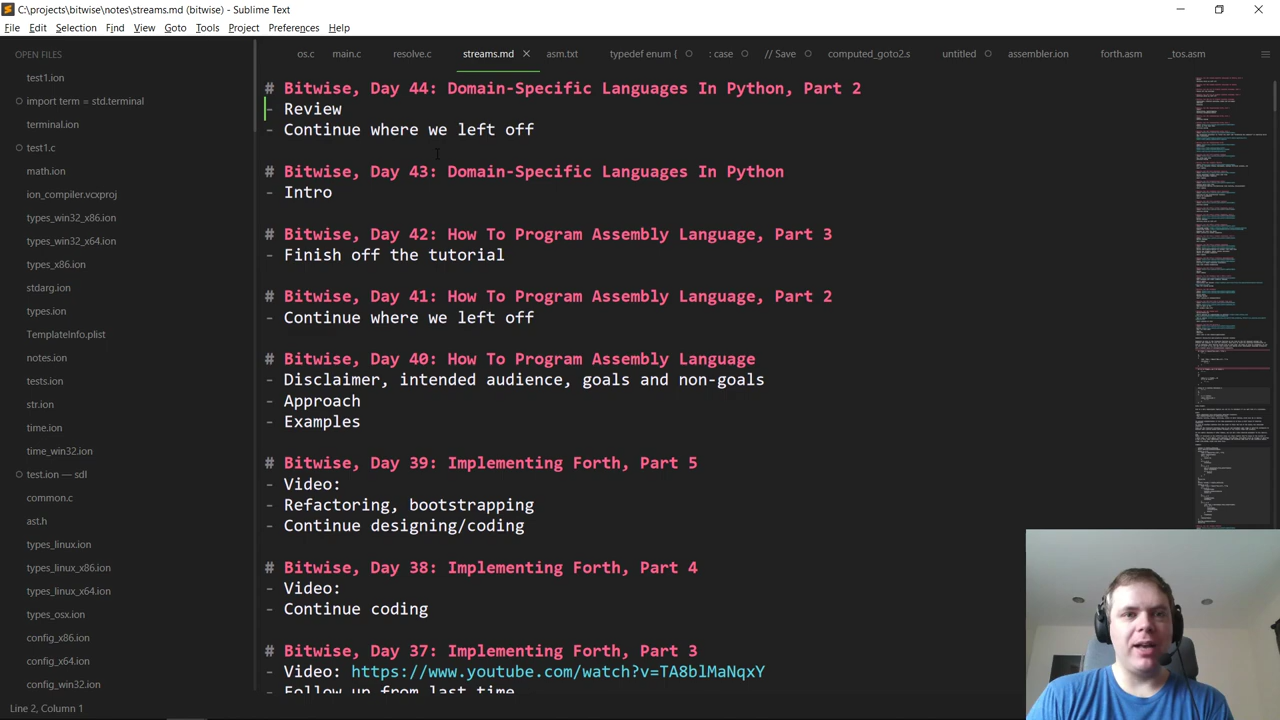 C:\projects\bitwise\notes\streams.md (bitwise) - Sublime Text
File Edit Selection Find View Goto Tools Project Preferences Help
OPEN FILES
test1.ion
import term = std.terminal
terminal.ion
test1.c
math.ion
ion_compiler.vcxproj
types_win32_x86.ion
types_win32_x64.ion
types_x86.ion
stdarg.ion
types.ion
TemplateInfo.plist
notes.ion
tests.ion
str.ion
time.ion
time_win32.ion
test.ion — sdl
common.c
ast.h
types_linux.ion
types_linux_x86.ion
types_linux_x64.ion
types_osx.ion
config_x86.ion
config_x64.ion
config_win32.ion
os.c main.c resolve.c streams.md typedef enum { : case // Save computed_goto2.s untitled assembler.ion forth.asm _tos.asm
asm.txt
# Bitwise, Day 44: Domain-Specific Languages In Python, Part 2
- Review
- Continue where we left off
# Bitwise, Day 43: Domain-Specific Languages In Python
- Intro
# Bitwise, Day 42: How To Program Assembly Language, Part 3
- Finish off the tutorial
# Bitwise, Day 41: How To Program Assembly Language, Part 2
- Continue where we left off
# Bitwise, Day 40: How To Program Assembly Language
- Disclaimer, intended audience, goals and non-goals
- Approach
- Examples
# Bitwise, Day 39: Implementing Forth, Part 5
- Video:
- Refactoring, bootstrapping
- Continue designing/coding
# Bitwise, Day 38: Implementing Forth, Part 4
- Video:
- Continue coding
# Bitwise, Day 37: Implementing Forth, Part 3
- Video: https://www.youtube.com/watch?v=TA8blMaNqxY
- Follow up from last time
Line 2, Column 1